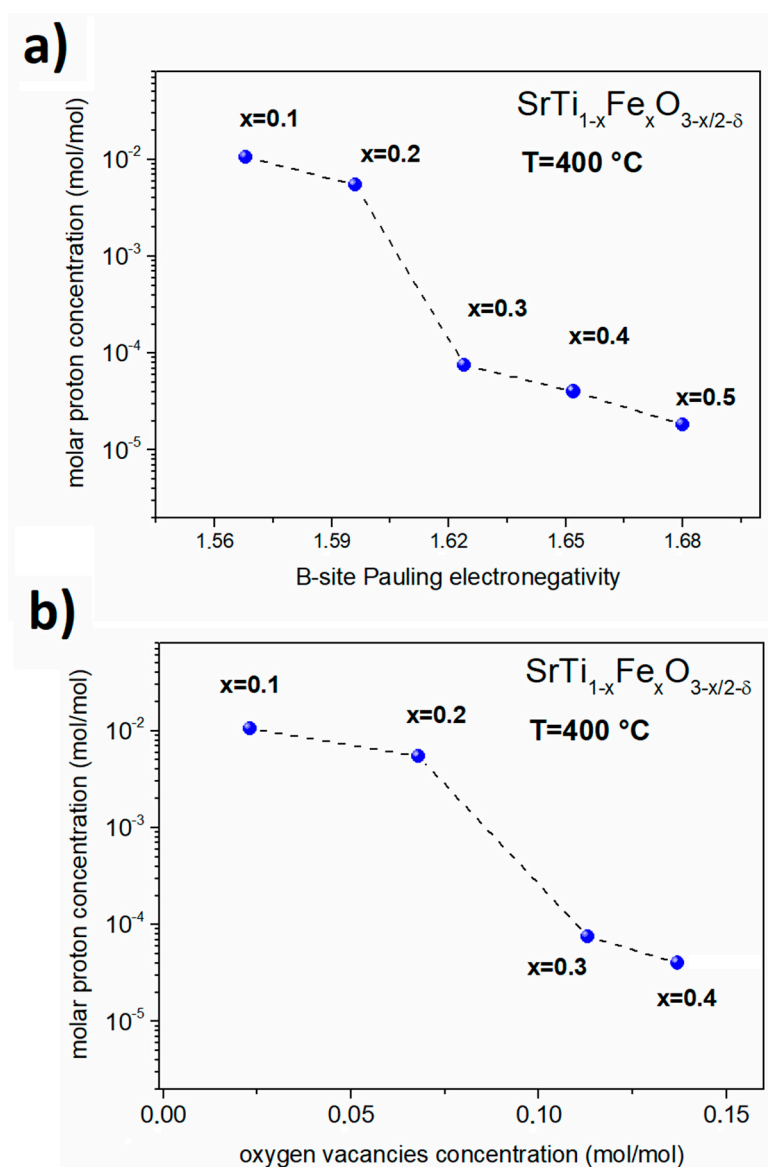 a)
SrTi1-xFexO3-x/2-δ
T=400 °C
x=0.1
x=0.2
x=0.3
x=0.4
x=0.5
10-2
10-3
10-4
10-5
molar proton concentration (mol/mol)
1.56 1.59 1.62 1.65 1.68
B-site Pauling electronegativity
b)
SrTi1-xFexO3-x/2-δ
T=400 °C
x=0.1
x=0.2
x=0.3
x=0.4
10-2
10-3
10-4
10-5
molar proton concentration (mol/mol)
0.00 0.05 0.10 0.15
oxygen vacancies concentration (mol/mol)